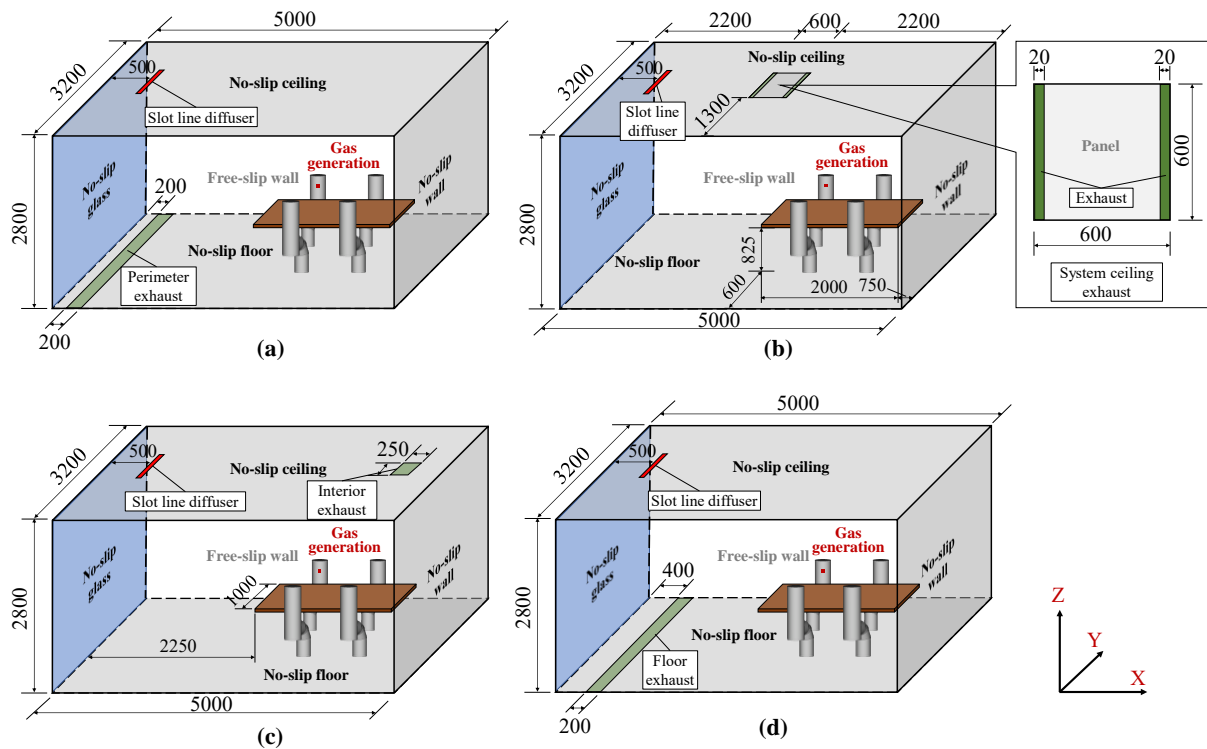 5000
3200
500
No-slip ceiling
Slot line diffuser
Gas
generation
No-slip
glass
200
Free-slip wall
No-slip
wall
2800
No-slip floor
Perimeter
exhaust
200
(a)
2200
600
2200
3200
500
No-slip ceiling
Slot line
diffuser
1300
Gas
generation
No-slip
glass
Free-slip wall
No-slip
wall
2800
No-slip floor
825
600
2000
750
5000
(b)
20
20
Panel
600
Exhaust
600
System ceiling
exhaust
3200
500
No-slip ceiling
250
Slot line diffuser
Interior
exhaust
Gas
generation
No-slip
glass
Free-slip wall
No-slip
wall
1000
2800
2250
No-slip floor
5000
(c)
5000
3200
500
No-slip ceiling
Slot line diffuser
Gas
generation
No-slip
glass
Free-slip wall
No-slip
wall
400
2800
No-slip floor
Floor
exhaust
200
(d)
Z
Y
X